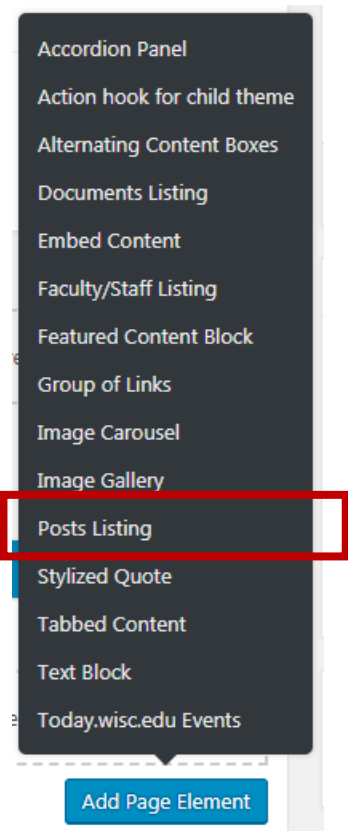 Accordion Panel
Action hook for child theme
Alternating Content Boxes
Documents Listing
Embed Content
Faculty/Staff Listing
Featured Content Block
Group of Links
Image Carousel
Image Gallery
Posts Listing
Stylized Quote
Tabbed Content
Text Block
Today.wisc.edu Events
Add Page Element